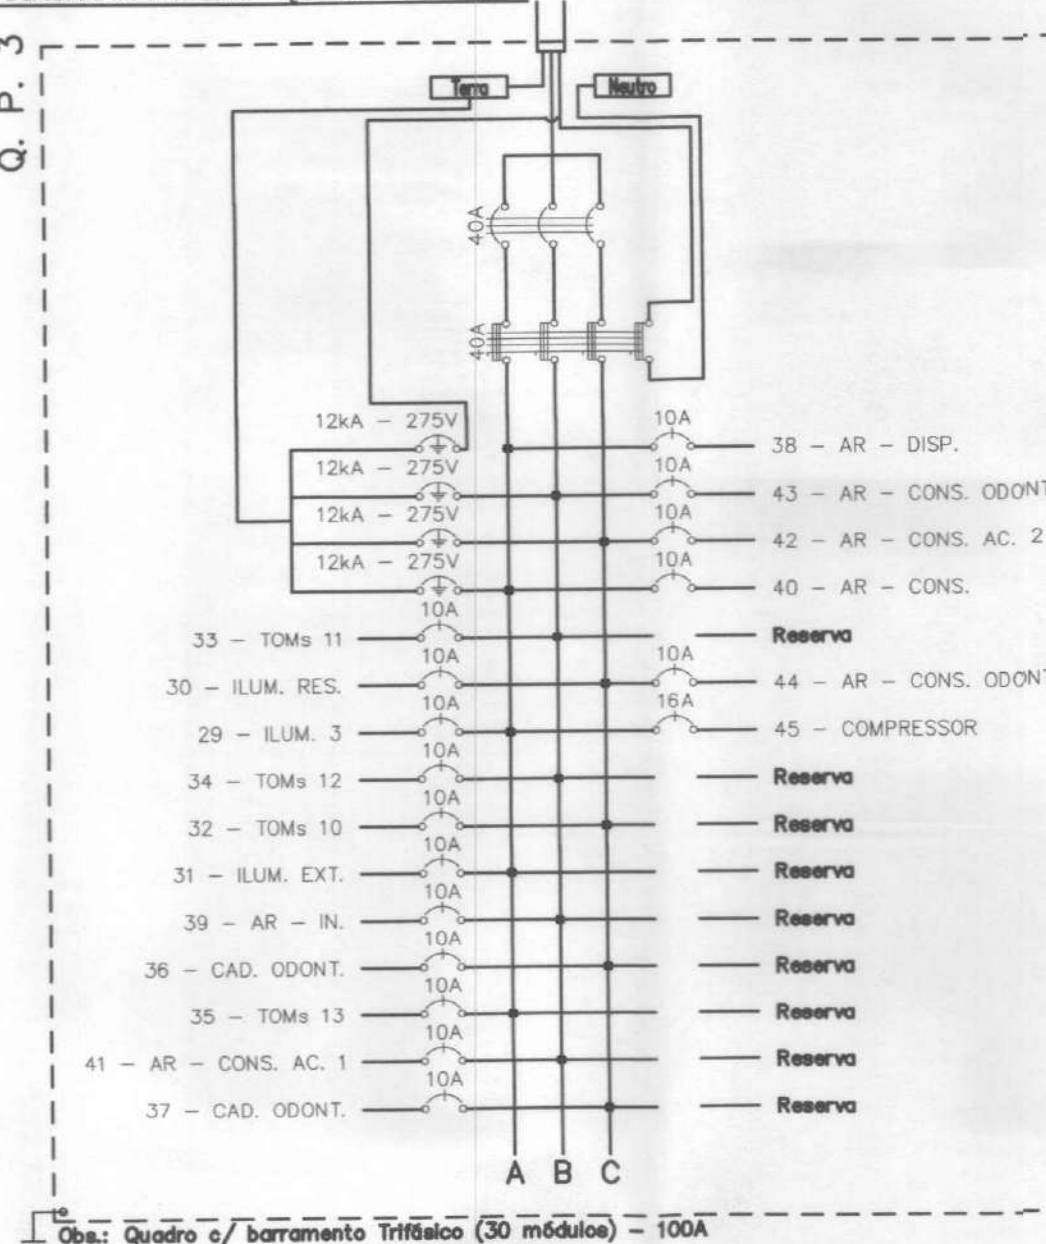 Q. P. 3
Terra
Neutro
40A
40A
12kA - 275V
10A
38 - AR - DISP.
12kA - 275V
10A
43 - AR - CONS. ODONT
12kA - 275V
10A
42 - AR - CONS. AC. 2
12kA - 275V
10A
40 - AR - CONS.
10A
33 - TOMs 11
Reserva
10A
30 - ILUM. RES.
10A
44 - AR - CONS. ODONT
10A
29 - ILUM. 3
16A
45 - COMPRESSOR
10A
34 - TOMs 12
Reserva
10A
32 - TOMs 10
Reserva
10A
31 - ILUM. EXT.
Reserva
10A
39 - AR - IN.
Reserva
10A
36 - CAD. ODONT.
Reserva
10A
35 - TOMs 13
Reserva
10A
41 - AR - CONS. AC. 1
Reserva
10A
37 - CAD. ODONT.
Reserva
A B C
Obs.: Quadro c/ barramento Trifásico (30 módulos) - 100A